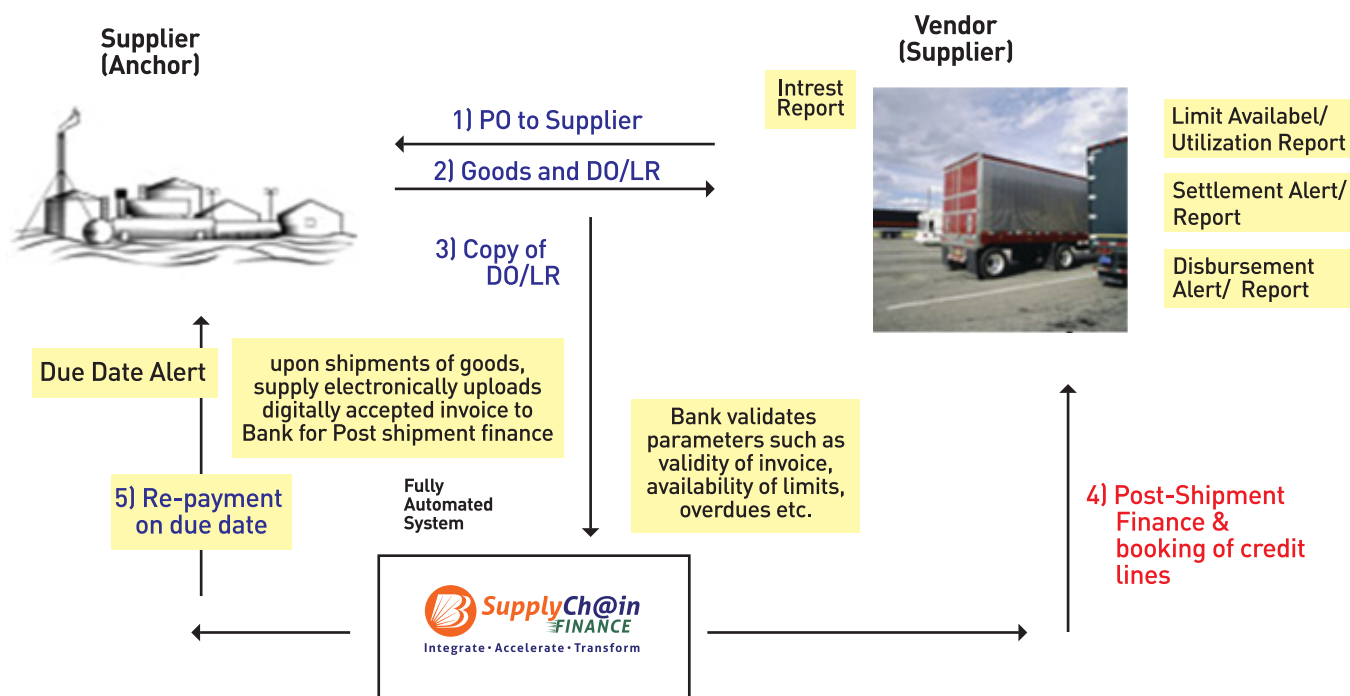 Supplier
(Anchor)
Vendor
(Supplier)
Intrest
Report
1) PO to Supplier
2) Goods and DO/LR
3) Copy of
DO/LR
Limit Availabel/
Utilization Report
Settlement Alert/
Report
Disbursement
Alert/ Report
Due Date Alert
upon shipments of goods,
supply electronically uploads
digitally accepted invoice to
Bank for Post shipment finance
Bank validates
parameters such as
validity of invoice,
availability of limits,
overdues etc.
5) Re-payment
on due date
Fully
Automated
System
4) Post-Shipment
Finance &
booking of credit
lines
SupplyCh@in
FINANCE
Integrate • Accelerate • Transform